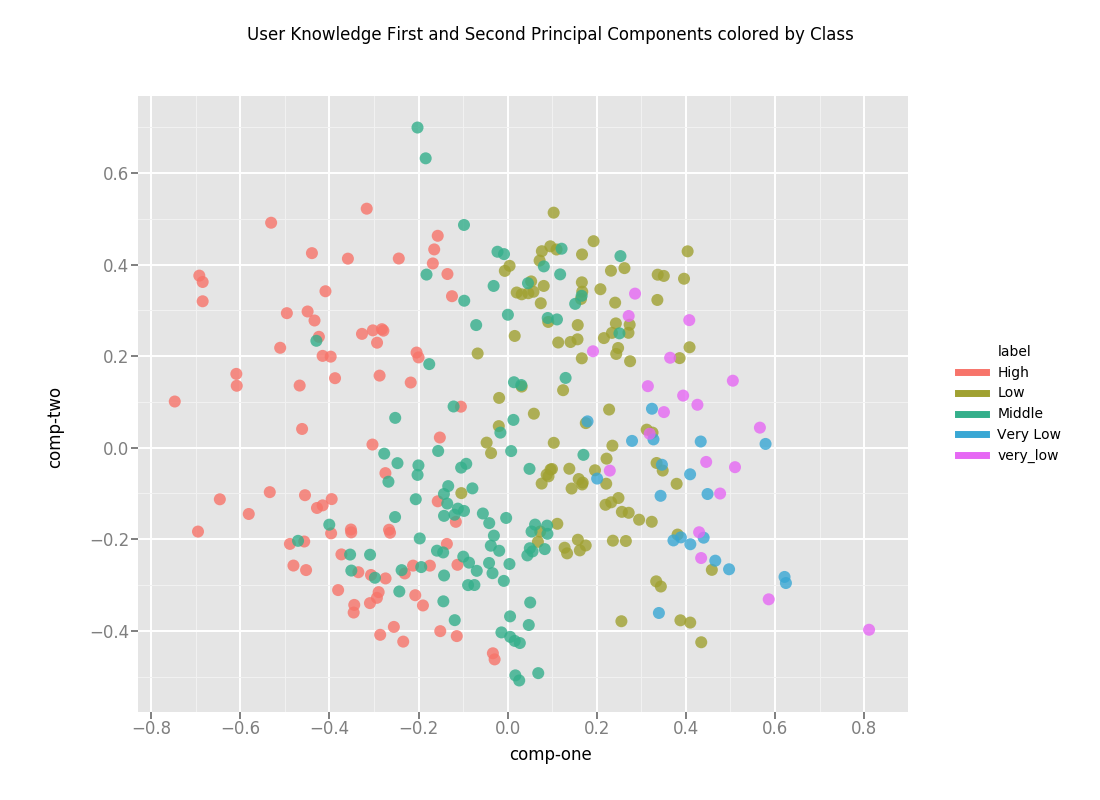 User Knowledge First and Second Principal Components colored by Class
comp-two
0.6
0.4
0.2
0.0
−0.2
−0.4
−0.8
−0.6
−0.4
−0.2
0.0
0.2
0.4
0.6
0.8
comp-one
label
High
Low
Middle
Very Low
very_low